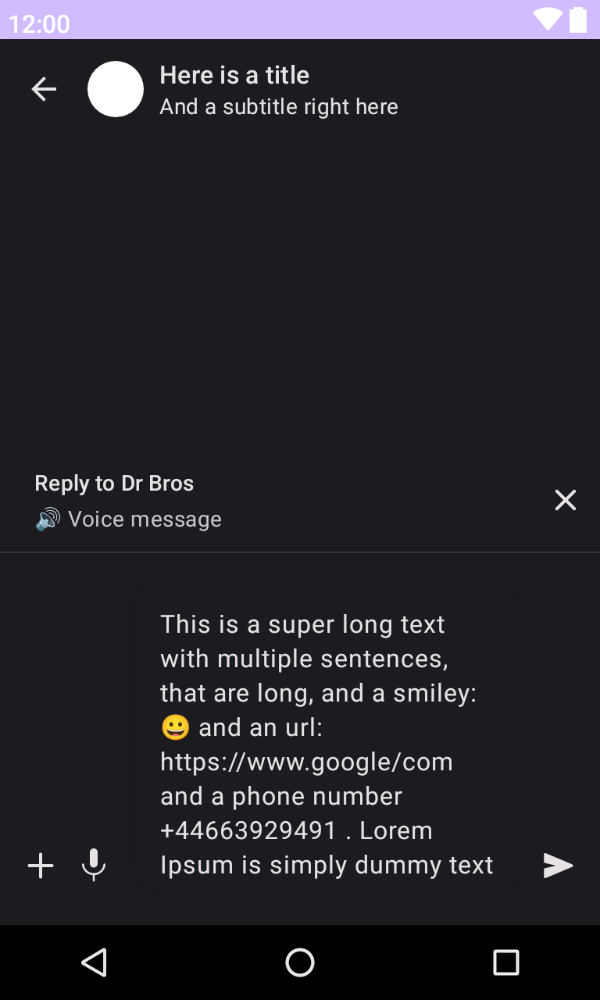 12:00
Here is a title
And a subtitle right here
Reply to Dr Bros
🔊 Voice message
This is a super long text
with multiple sentences,
that are long, and a smiley:
😀 and an url:
https://www.google/com
and a phone number
+44663929491 . Lorem
Ipsum is simply dummy text